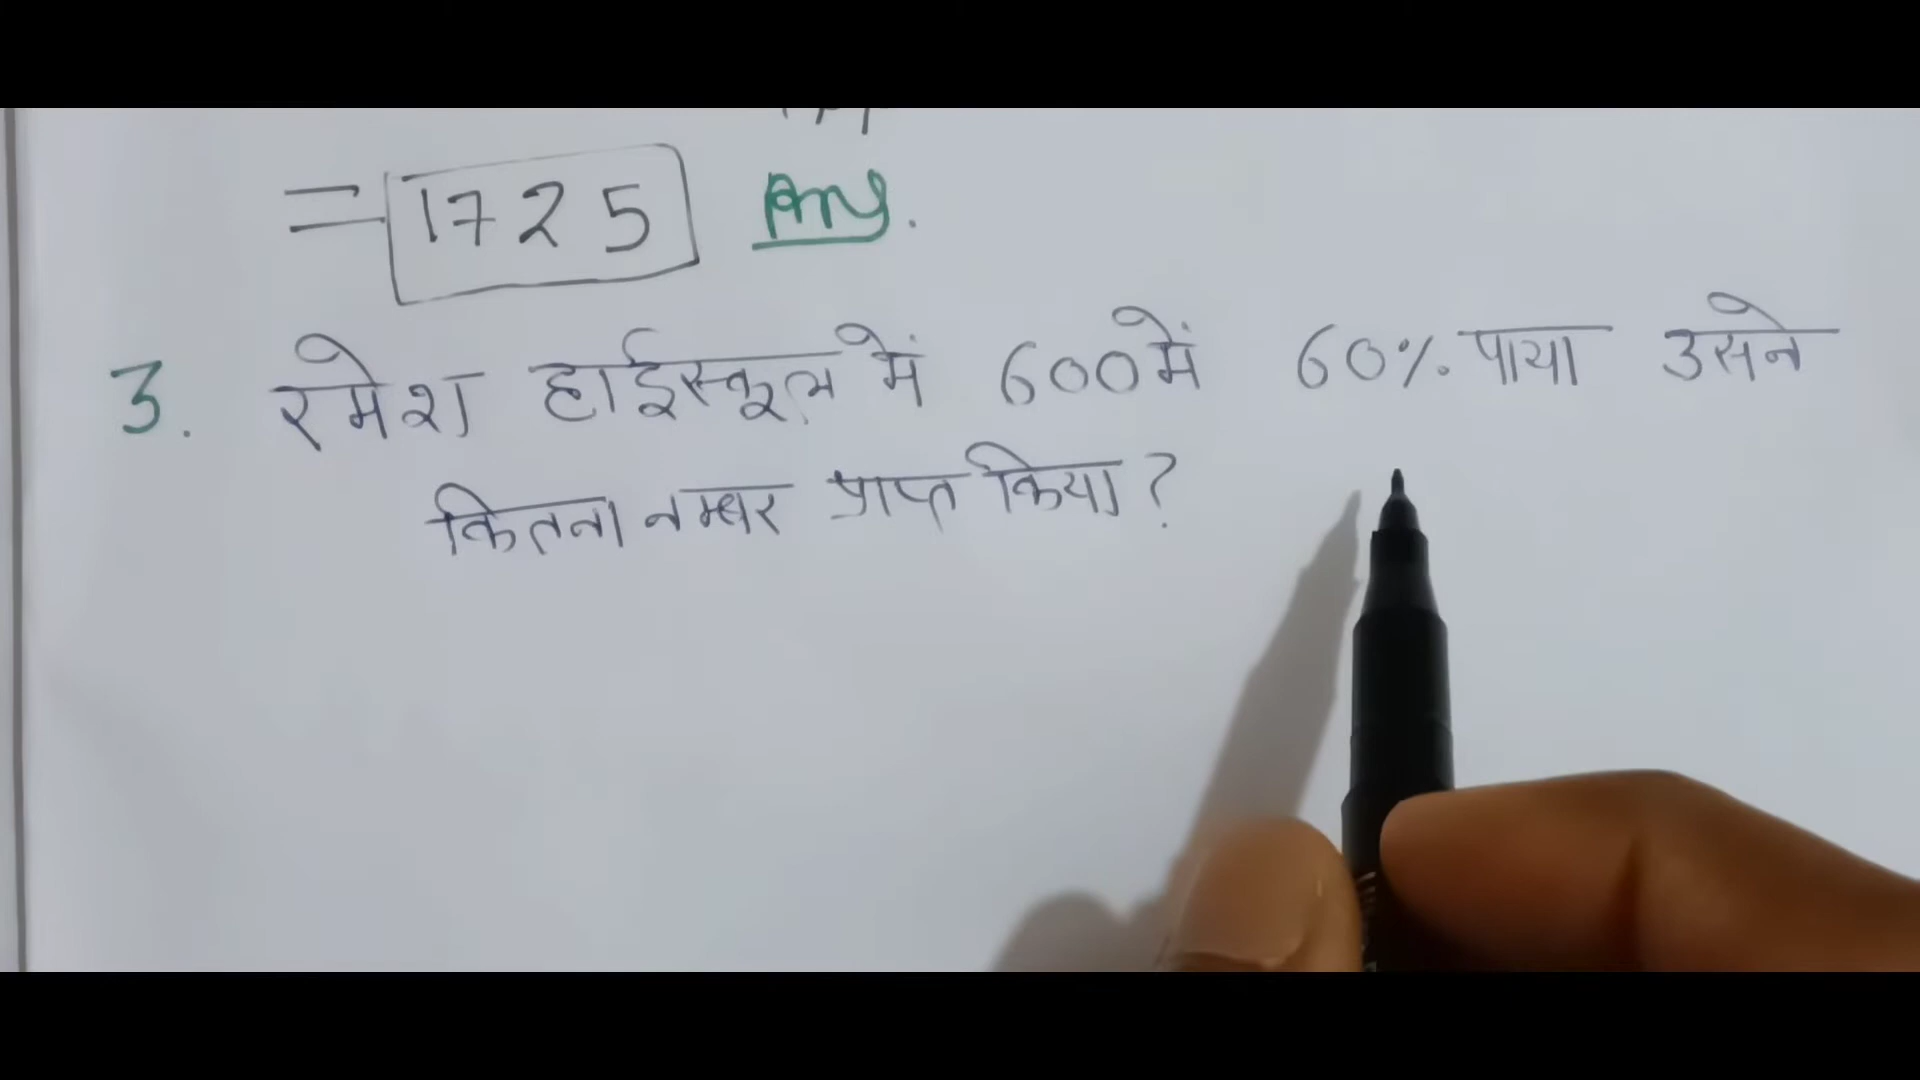 = 1725 Ans.
3. रमेश हाईस्कूल में 600 में 60% पाया उसने
कितना नम्बर प्राप्त किया?